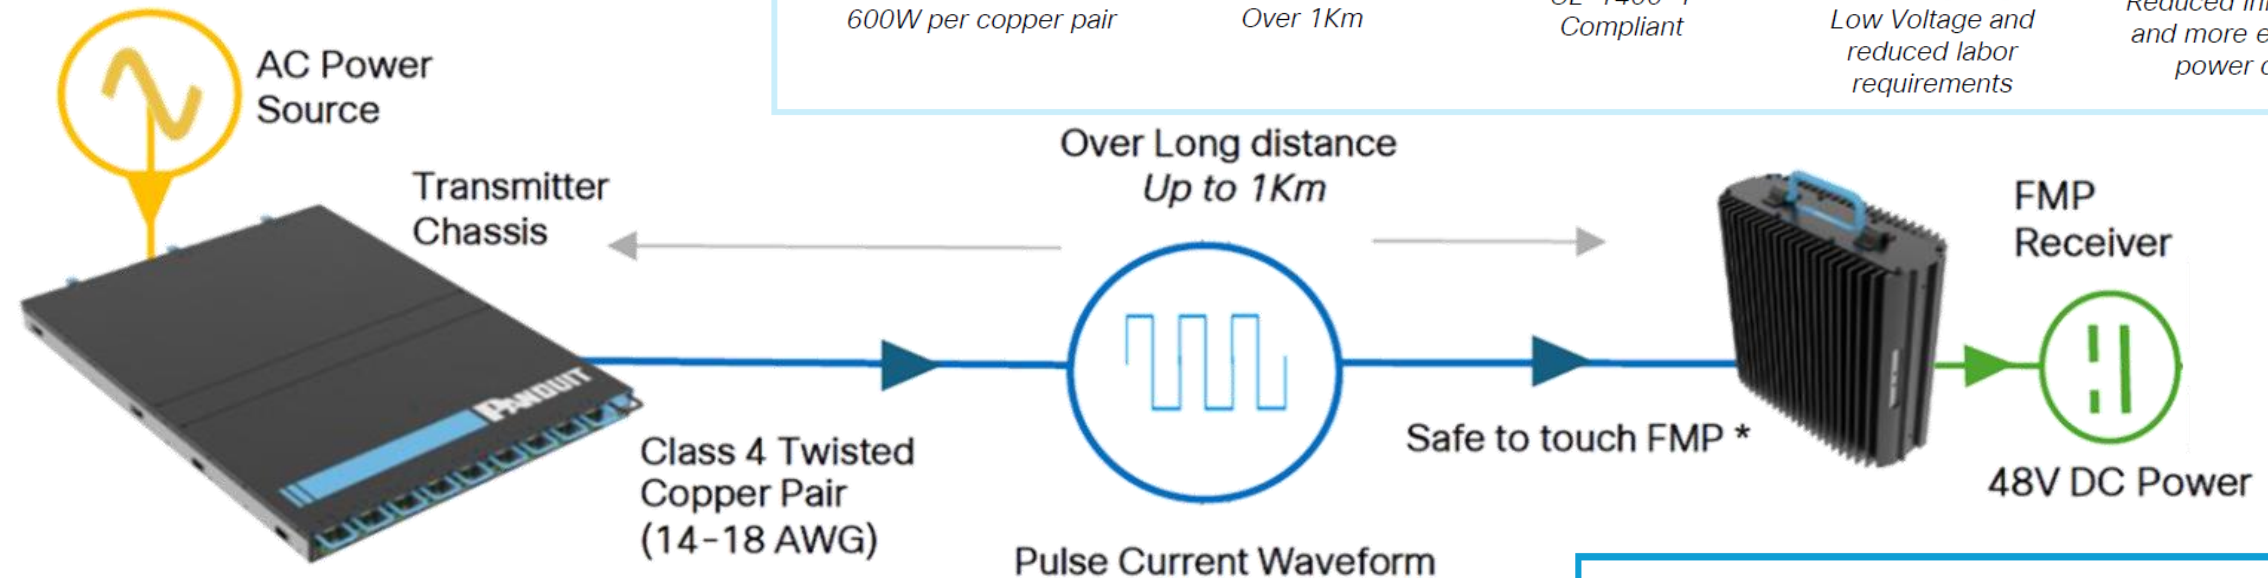 600W per copper pair
Over 1Km
Compliant
Low Voltage and
reduced labor
requirements
and more
power
AC Power
Source
Transmitter
Chassis
Over Long distance
Up to 1Km
FMP
Receiver
PANDUIT
Class 4 Twisted
Copper Pair
(14-18 AWG)
Safe to touch FMP *
48V DC Power
Pulse Current Waveform